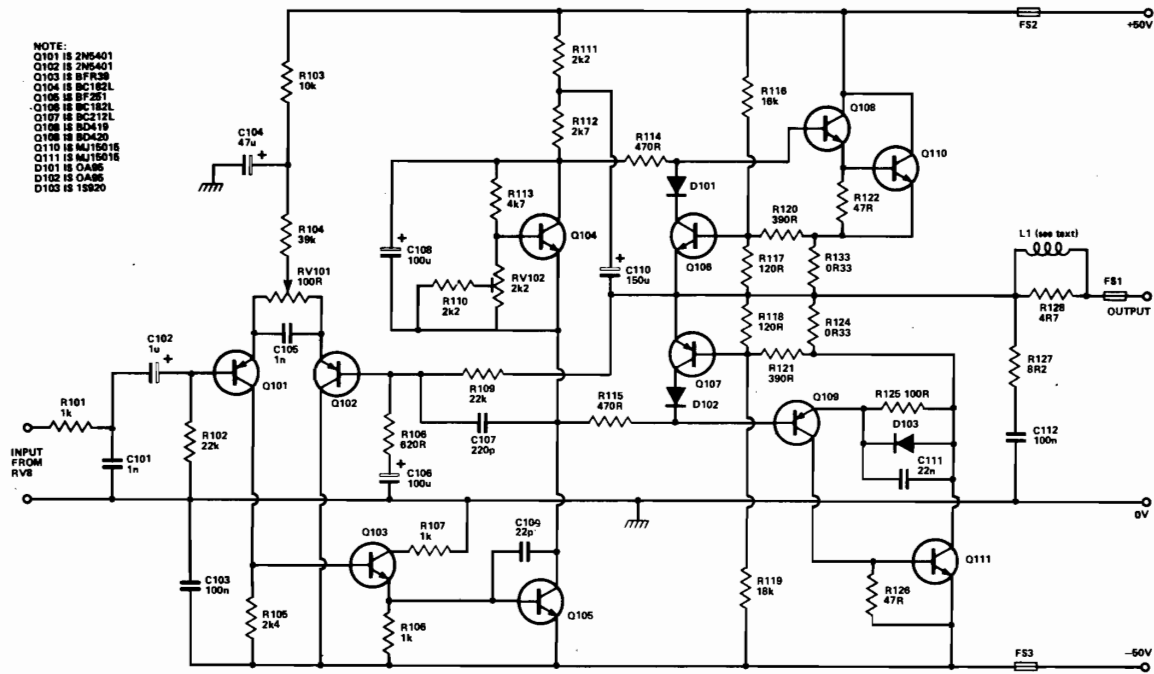 NOTE:
Q101 IS 2N5401
Q102 IS 2N5401
Q103 IS BFR39
Q104 IS BC182L
Q105 IS BF251
Q106 IS BC182L
Q107 IS BC212L
Q108 IS BD419
Q108 IS BD420
Q110 IS MJ15015
Q111 IS MJ15015
D101 IS OA95
D102 IS OA95
D103 IS 1S920
FS2
+50V
R111
2k2
R103
10k
R116
18k
Q108
C104
47u
+
R112
2k7
R114
470R
Q110
D101
R113
4k7
R122
47R
R120
390R
R104
39k
Q104
L1 (see text)
+
C108
100u
Q106
R117
120R
R133
0R33
RV101
100R
RV102
2k2
+
C110
150u
FS1
R110
2k2
R128
4R7
OUTPUT
R118
120R
R124
0R33
C102
1u
+
C105
1n
R127
8R2
Q101
Q102
R109
22k
Q107
R121
390R
R115
470R
D102
Q109
R125 100R
R101
1k
D103
R102
22k
R106
620R
C107
220p
C112
100n
INPUT
FROM
RV8
C101
1n
+
C106
100u
C111
22n
0V
Q103
R107
1k
C109
22p
Q111
C103
100n
R119
18k
R126
47R
R105
2k4
R106
1k
Q105
FS3
–50V